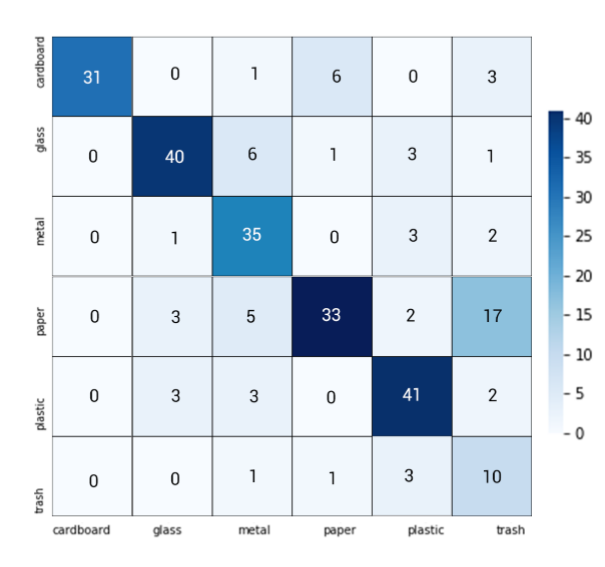 cardboard 31 0 1 6 0 3
glass 0 40 6 1 3 1
metal 0 1 35 0 3 2
paper 0 3 5 33 2 17
plastic 0 3 3 0 41 2
trash 0 0 1 1 3 10
cardboard glass metal paper plastic trash
40
35
30
25
20
15
10
5
0